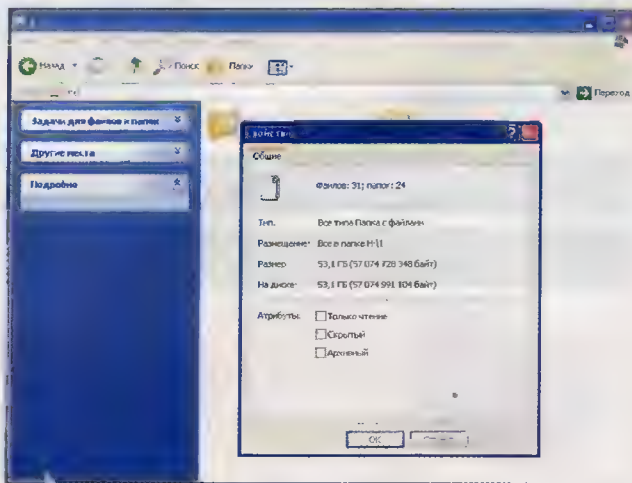 Назад Поиск Папки
Переход
Задачи для файлов и папок
Другие места
Подробно
Общие
Файлов: 31; папок: 24
Тип: Все типа Папка с файлами
Размещение: Все в папке H:\1
Размер: 53,1 ГБ (57 074 728 348 байт)
На диске: 53,1 ГБ (57 074 991 104 байт)
Атрибуты: Только чтение
Скрытый
Архивный
OK